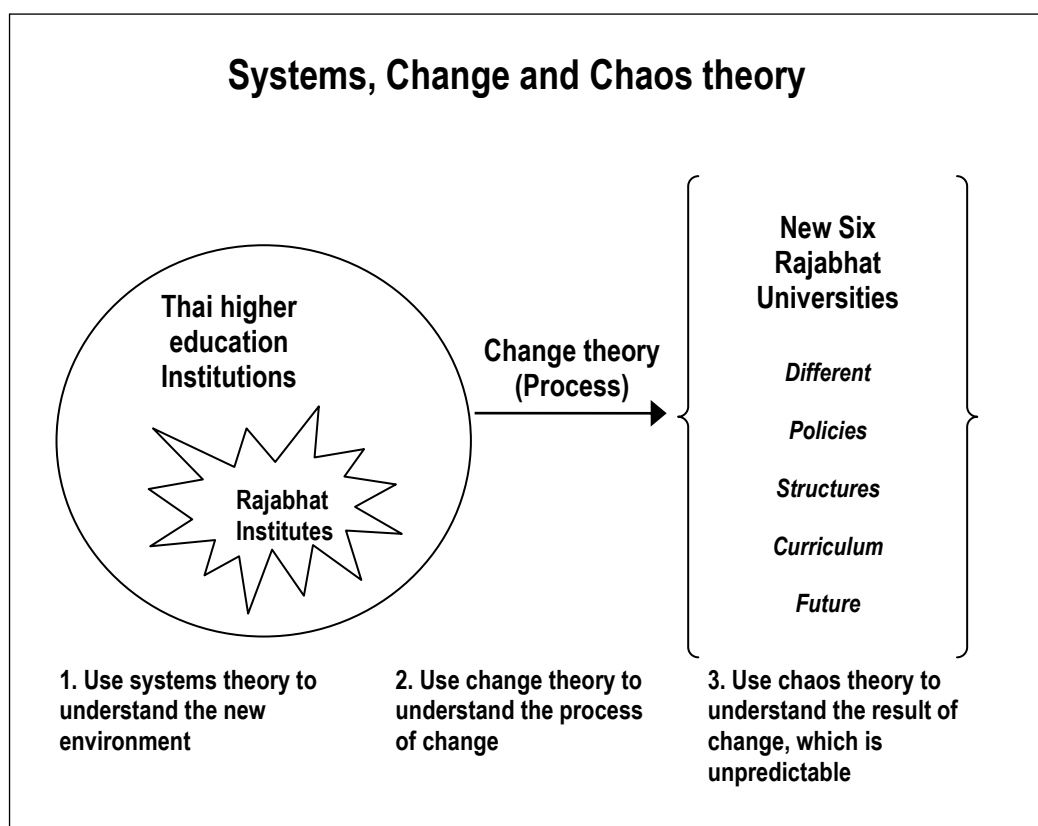 Systems, Change and Chaos theory
Thai higher
education
Institutions
Rajabhat
Institutes
Change theory
(Process)
New Six
Rajabhat
Universities
Different
Policies
Structures
Curriculum
Future
1. Use systems theory to
understand the new
environment
2. Use change theory to
understand the process
of change
3. Use chaos theory to
understand the result of
change, which is
unpredictable